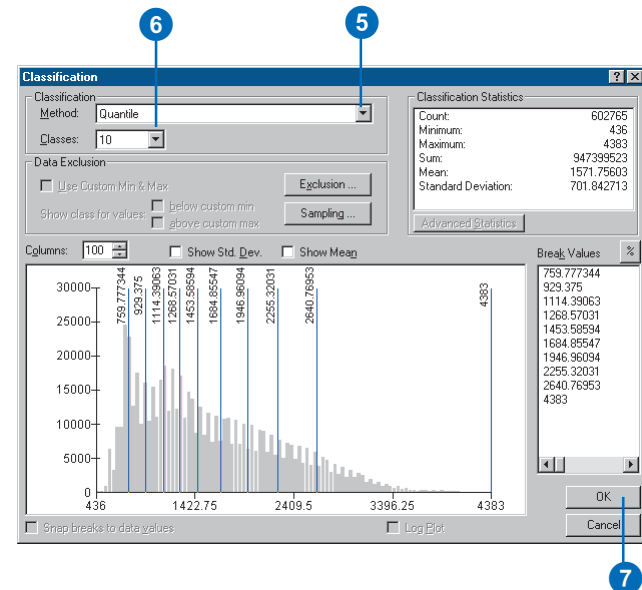 6
5
Classification
Classification
Method: Quantile
Classes: 10
Data Exclusion
Use Custom Min & Max
Show class for values:
below custom min
above custom max
Exclusion ...
Sampling ...
Classification Statistics
Count: 602765
Minimum: 436
Maximum: 4383
Sum: 947399523
Mean: 1571.75603
Standard Deviation: 701.842713
Advanced Statistics
Columns: 100
Show Std. Dev.
Show Mean
Break Values
%
759.777344
929.375
1114.39063
1268.57031
1453.58594
1684.85547
1946.96094
2255.32031
2640.76953
4383
30000
25000
20000
15000
10000
5000
0
759.777344
929.375
1114.39063
1268.57031
1453.58594
1684.85547
1946.96094
2255.32031
2640.76953
4383
436
1422.75
2409.5
3396.25
4383
Snap breaks to data values
Log Plot
OK
Cancel
7